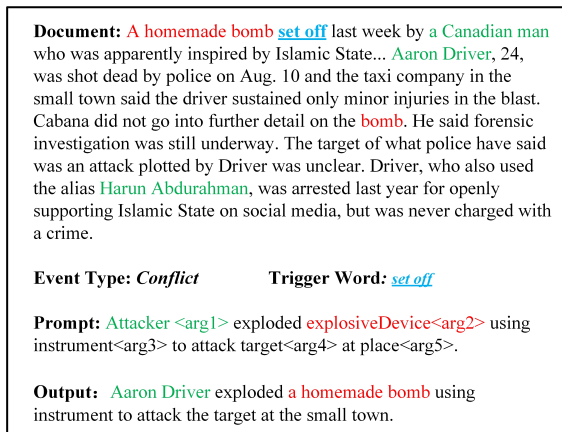 Document: A homemade bomb set off last week by a Canadian man
who was apparently inspired by Islamic State... Aaron Driver, 24,
was shot dead by police on Aug. 10 and the taxi company in the
small town said the driver sustained only minor injuries in the blast.
Cabana did not go into further detail on the bomb. He said forensic
investigation was still underway. The target of what police have said
was an attack plotted by Driver was unclear. Driver, who also used
the alias Harun Abdurahman, was arrested last year for openly
supporting Islamic State on social media, but was never charged with
a crime.
Event Type: Conflict Trigger Word: set off
Prompt: Attacker <arg1> exploded explosiveDevice<arg2> using
instrument<arg3> to attack target<arg4> at place<arg5>.
Output： Aaron Driver exploded a homemade bomb using
instrument to attack the target at the small town.